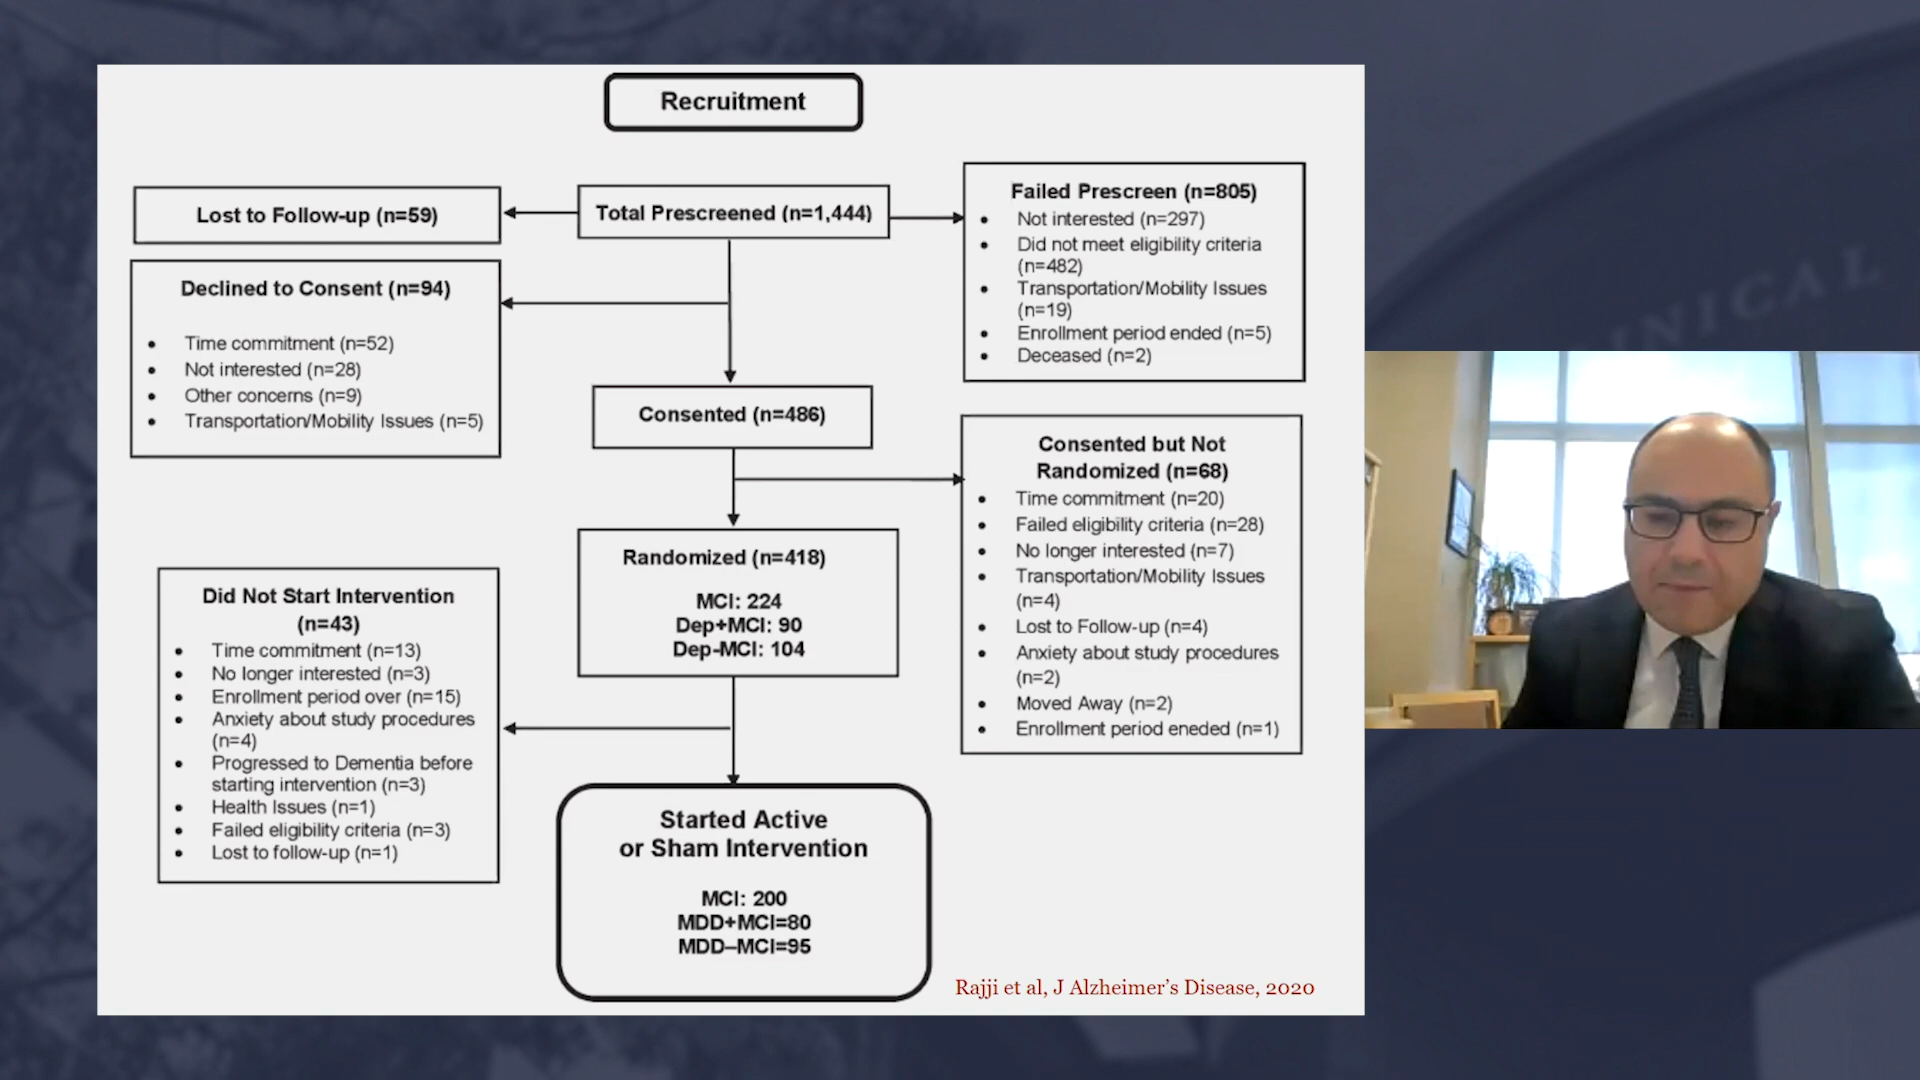 Recruitment
Lost to Follow-up (n=59)
Total Prescreened (n=1,444)
Failed Prescreen (n=805)
• Not interested (n=297)
• Did not meet eligibility criteria
(n=482)
• Transportation/Mobility Issues
(n=19)
• Enrollment period ended (n=5)
• Deceased (n=2)
Declined to Consent (n=94)
• Time commitment (n=52)
• Not interested (n=28)
• Other concerns (n=9)
• Transportation/Mobility Issues (n=5)
Consented (n=486)
Consented but Not
Randomized (n=68)
• Time commitment (n=20)
• Failed eligibility criteria (n=28)
• No longer interested (n=7)
• Transportation/Mobility Issues
(n=4)
• Lost to Follow-up (n=4)
• Anxiety about study procedures
(n=2)
• Moved Away (n=2)
• Enrollment period eneded (n=1)
Randomized (n=418)
MCI: 224
Dep+MCI: 90
Dep-MCI: 104
Did Not Start Intervention
(n=43)
• Time commitment (n=13)
• No longer interested (n=3)
• Enrollment period over (n=15)
• Anxiety about study procedures
(n=4)
• Progressed to Dementia before
starting intervention (n=3)
• Health Issues (n=1)
• Failed eligibility criteria (n=3)
• Lost to follow-up (n=1)
Started Active
or Sham Intervention
MCI: 200
MDD+MCI=80
MDD–MCI=95
Rajji et al, J Alzheimer's Disease, 2020